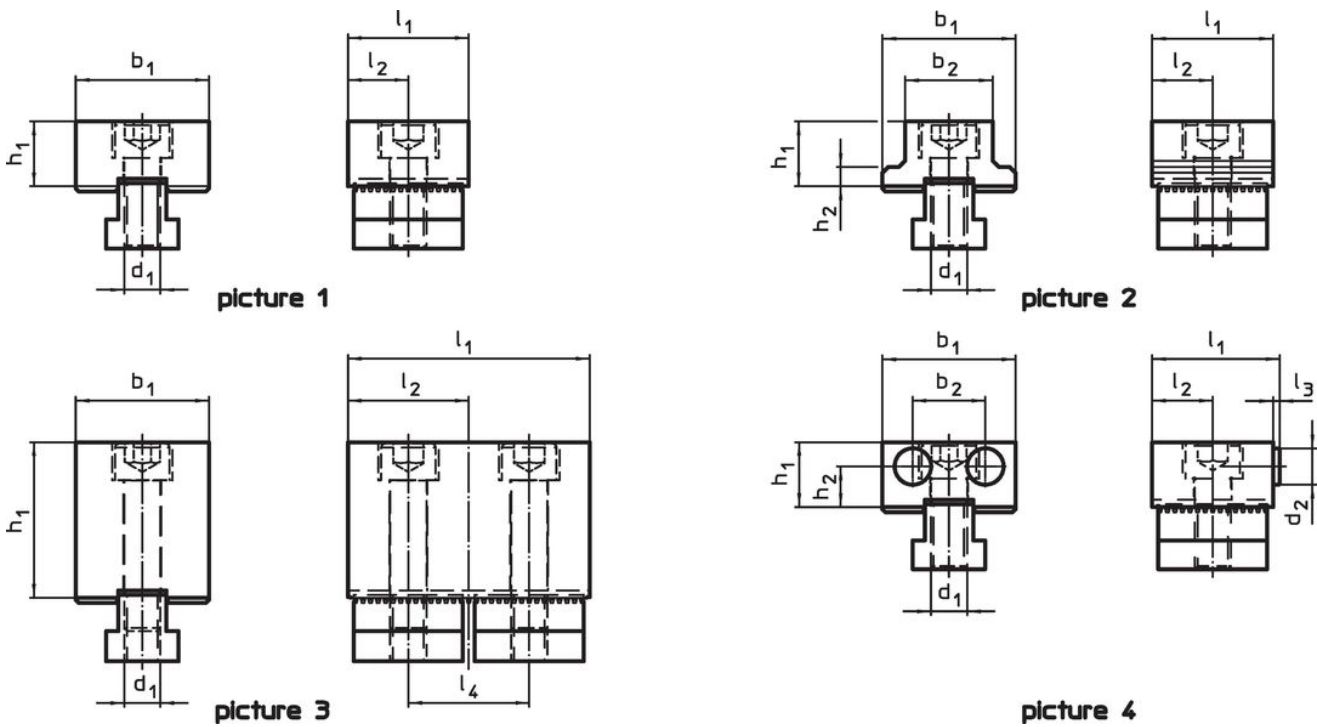 b1
l1
l2
h1
d1
picture 1
b1
b2
l1
l2
h1
h2
d1
picture 2
b1
l1
l2
h1
d1
l4
picture 3
b1
b2
l1
l2
l3
h1
h2
d2
d1
picture 4